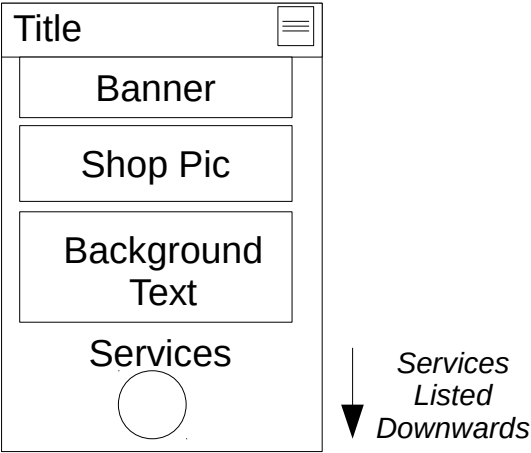 Title
Banner
Shop Pic
Background
Text
Services
Services
Listed
Downwards